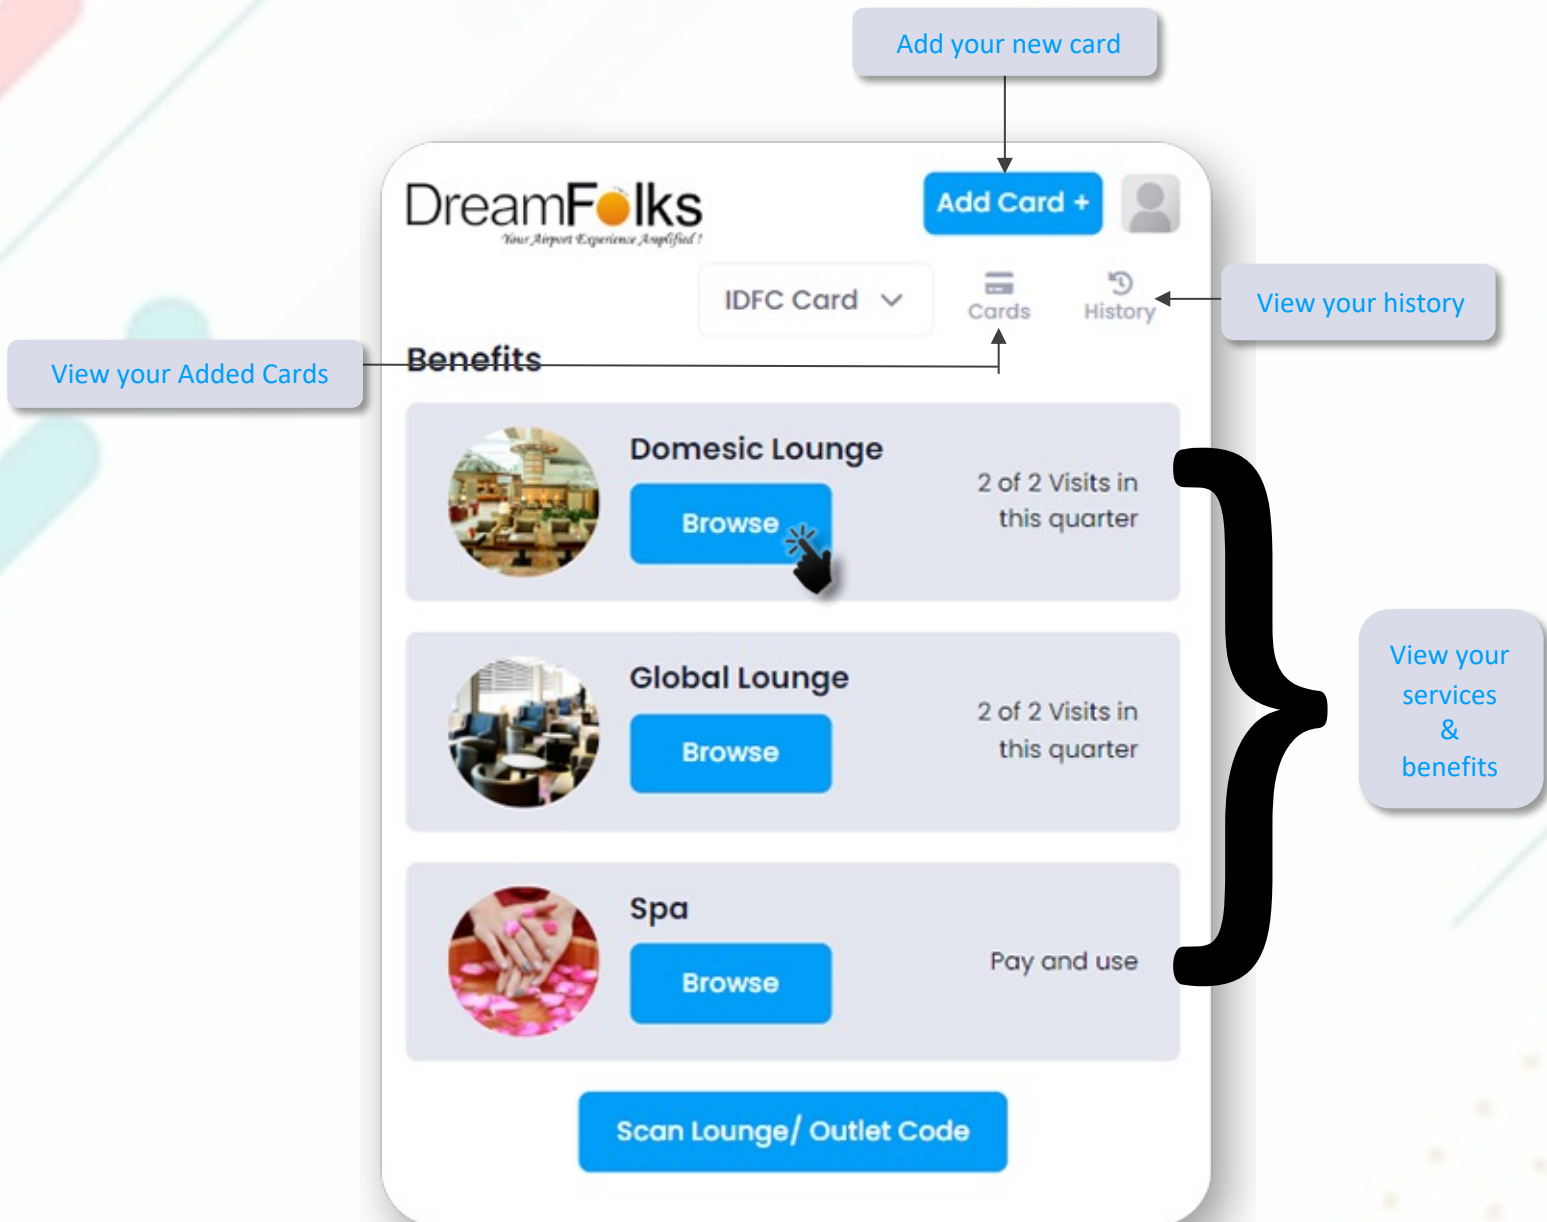 Add your new card
DreamFolks
Your Airport Experience Amplified !
Add Card +
IDFC Card
Cards
History
View your history
Benefits
View your Added Cards
Domesic Lounge
Browse
2 of 2 Visits in
this quarter
Global Lounge
Browse
2 of 2 Visits in
this quarter
View your
services
&
benefits
Spa
Browse
Pay and use
Scan Lounge/ Outlet Code